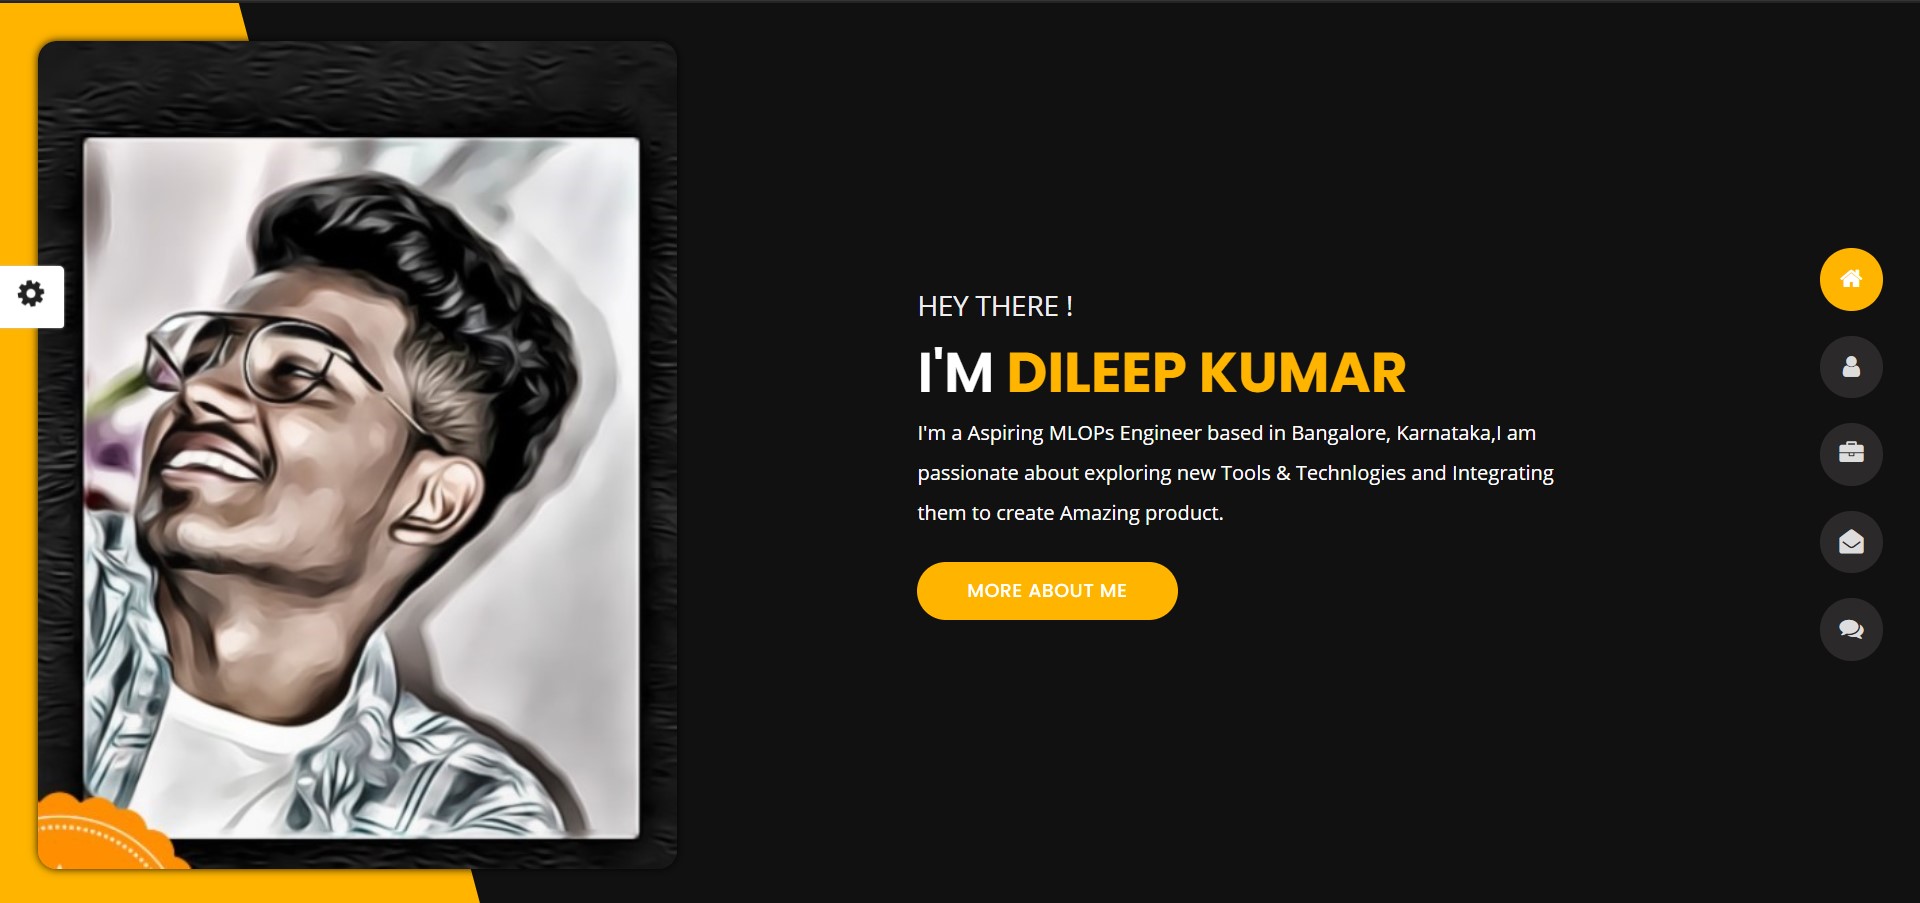 HEY THERE !
I'M DILEEP KUMAR
I'm a Aspiring MLOPs Engineer based in Bangalore, Karnataka,I am
passionate about exploring new Tools & Technlogies and Integrating
them to create Amazing product.
MORE ABOUT ME